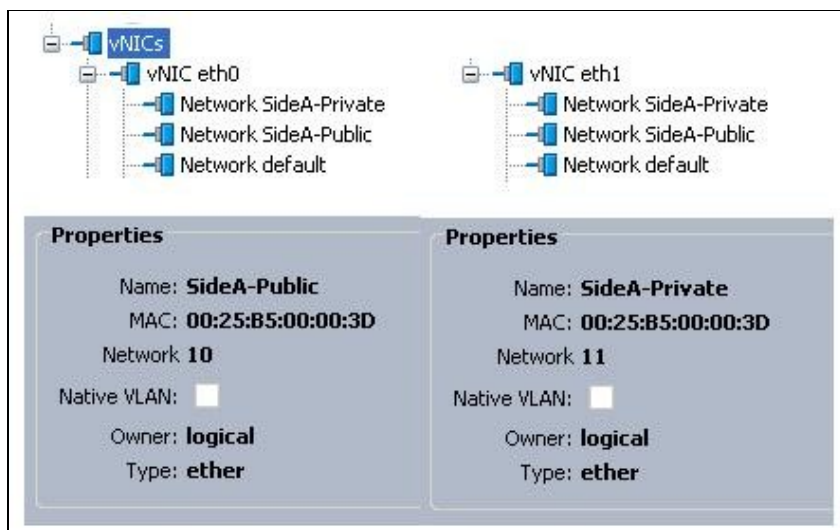 vNICs
vNIC eth0
Network SideA-Private
Network SideA-Public
Network default
vNIC eth1
Network SideA-Private
Network SideA-Public
Network default
Properties
Name: SideA-Public
MAC: 00:25:B5:00:00:3D
Network 10
Native VLAN:
Owner: logical
Type: ether
Properties
Name: SideA-Private
MAC: 00:25:B5:00:00:3D
Network 11
Native VLAN:
Owner: logical
Type: ether